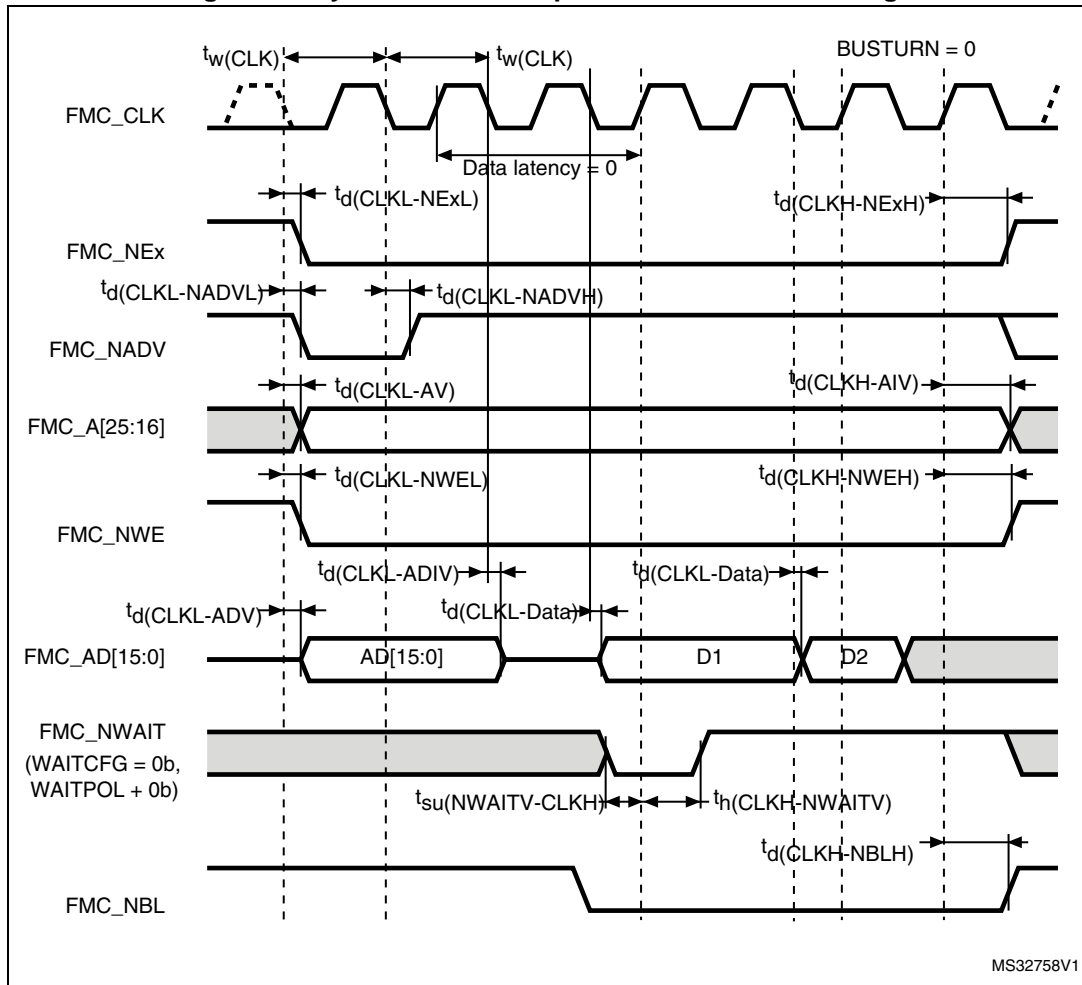 BUSTURN = 0
tw(CLK)
tw(CLK)
FMC_CLK
Data latency = 0
td(CLKL-NExL)
td(CLKH-NExH)
FMC_NEx
td(CLKL-NADVL)
td(CLKL-NADVH)
FMC_NADV
td(CLKL-AV)
td(CLKH-AIV)
FMC_A[25:16]
td(CLKL-NWEL)
td(CLKH-NWEH)
FMC_NWE
td(CLKL-ADIV)
td(CLKL-Data)
td(CLKL-ADV)
td(CLKL-Data)
FMC_AD[15:0]
AD[15:0]
D1
D2
FMC_NWAIT
(WAITCFG = 0b,
WAITPOL + 0b)
tsu(NWAITV-CLKH)
th(CLKH-NWAITV)
td(CLKH-NBLH)
FMC_NBL
MS32758V1